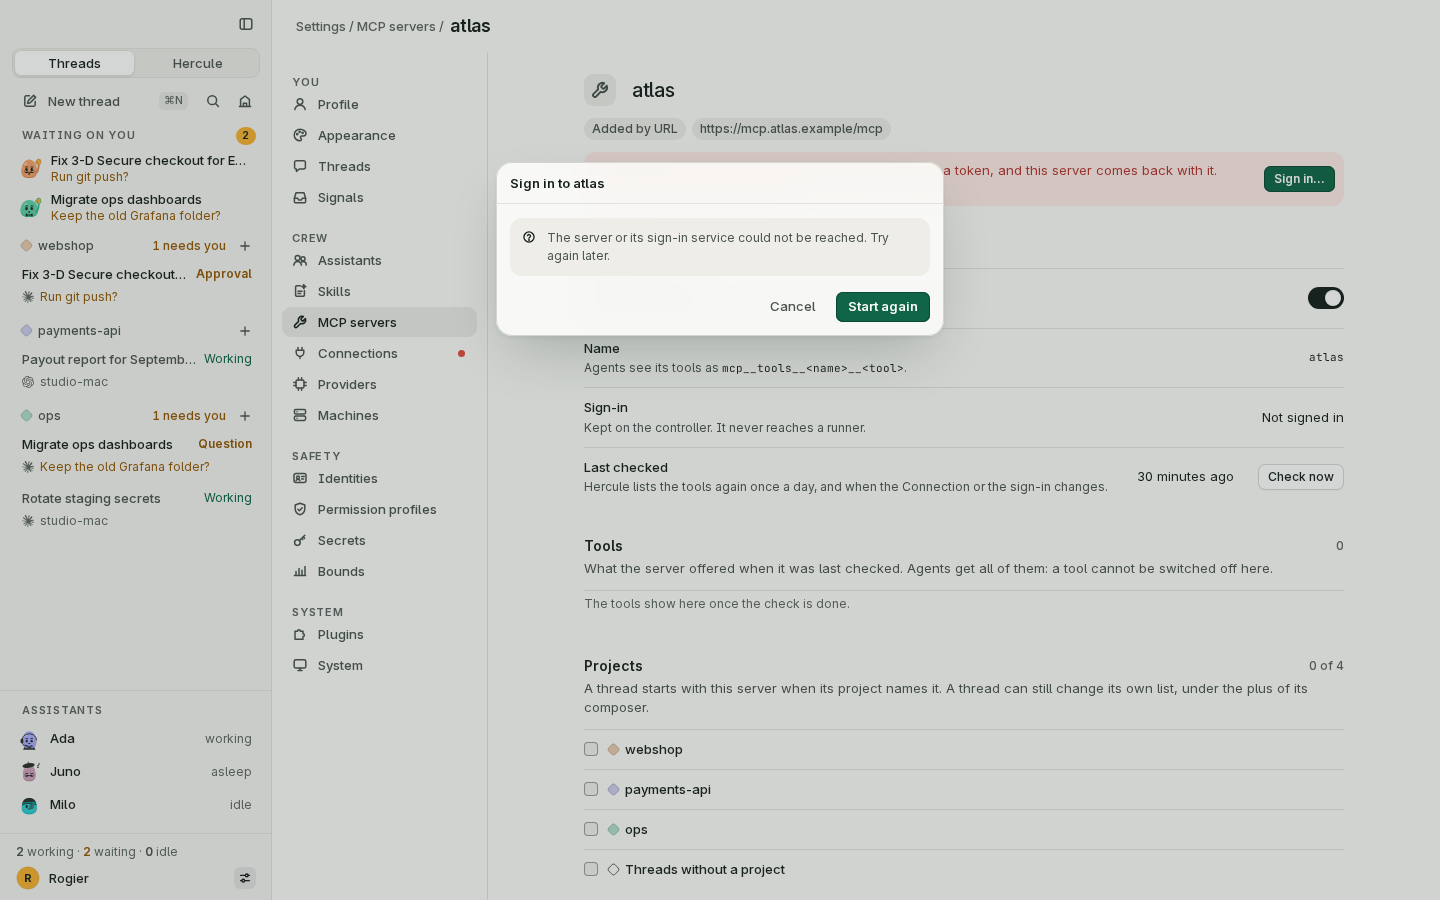 Settings / MCP servers / atlas
Threads
Hercule
New thread
⌘N
WAITING ON YOU
2
Fix 3-D Secure checkout for E…
Run git push?
Migrate ops dashboards
Keep the old Grafana folder?
webshop
1 needs you
Fix 3-D Secure checkout…
Approval
Run git push?
payments-api
Payout report for Septemb…
Working
studio-mac
ops
1 needs you
Migrate ops dashboards
Question
Keep the old Grafana folder?
Rotate staging secrets
Working
studio-mac
ASSISTANTS
Ada
working
Juno
asleep
Milo
idle
2 working · 2 waiting · 0 idle
R
Rogier
YOU
Profile
Appearance
Threads
Signals
CREW
Assistants
Skills
MCP servers
Connections
Providers
Machines
SAFETY
Identities
Permission profiles
Secrets
Bounds
SYSTEM
Plugins
System
atlas
Added by URL
https://mcp.atlas.example/mcp
a token, and this server comes back with it.
Sign in…
Sign in to atlas
The server or its sign-in service could not be reached. Try
again later.
Cancel
Start again
Name
Agents see its tools as mcp__tools__<name>__<tool>.
atlas
Sign-in
Kept on the controller. It never reaches a runner.
Not signed in
Last checked
Hercule lists the tools again once a day, and when the Connection or the sign-in changes.
30 minutes ago
Check now
Tools
0
What the server offered when it was last checked. Agents get all of them: a tool cannot be switched off here.
The tools show here once the check is done.
Projects
0 of 4
A thread starts with this server when its project names it. A thread can still change its own list, under the plus of its
composer.
webshop
payments-api
ops
Threads without a project